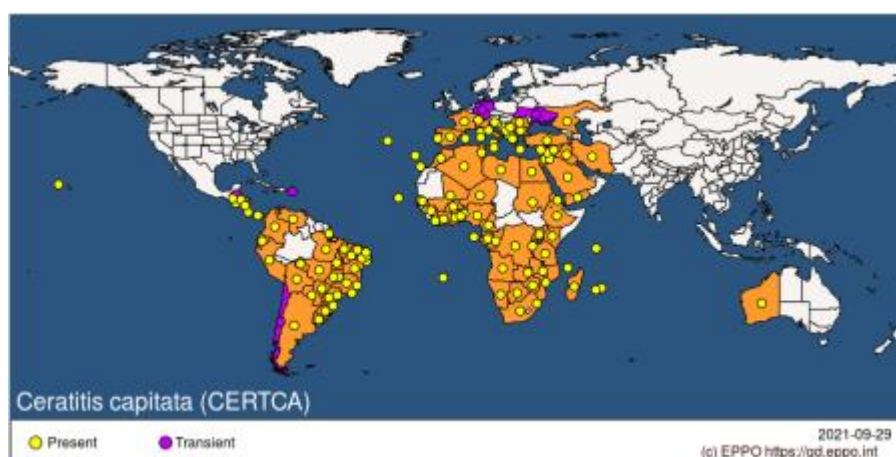 Ceratitis capitata (CERTCA)
Present
Transient
2021-09-29
(c) EPPO https://gd.eppo.int